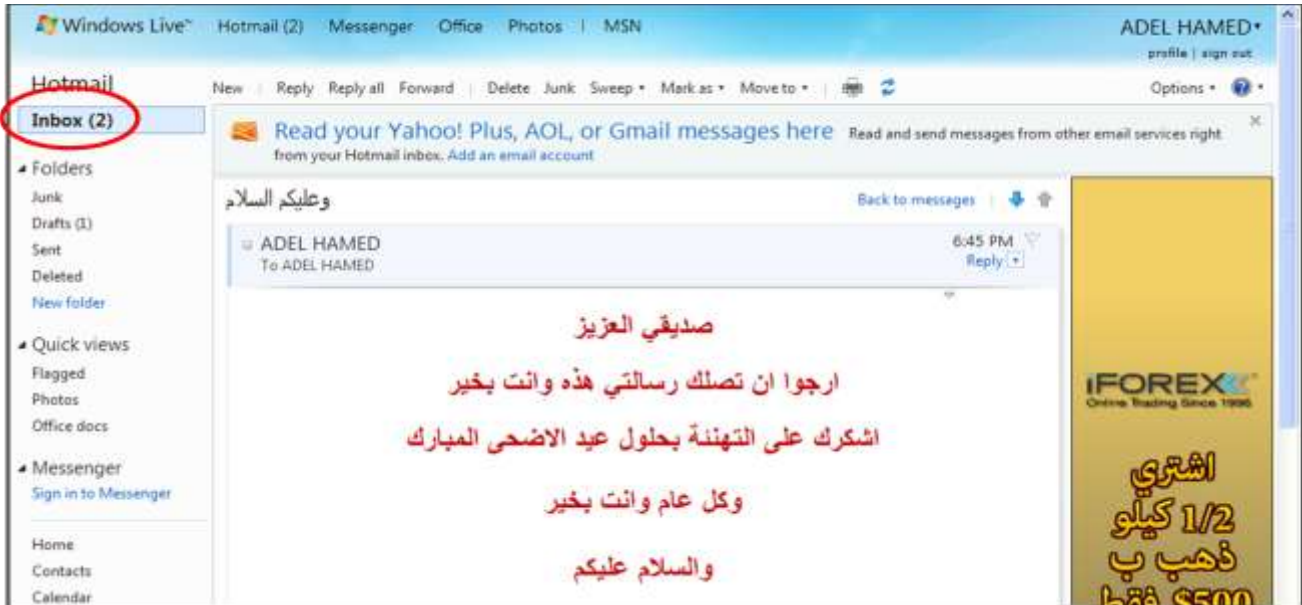 Windows Live™ Hotmail (2) Messenger Office Photos | MSN ADEL HAMED
profile | sign out
Hotmail
New | Reply Reply all Forward | Delete Junk Sweep Mark as Move to | Options
Inbox (2)
Read your Yahoo! Plus, AOL, or Gmail messages here Read and send messages from other email services right
from your Hotmail inbox. Add an email account
Folders
Junk
Drafts (1)
Sent
Deleted
New folder
Quick views
Flagged
Photos
Office docs
Messenger
Sign in to Messenger
Home
Contacts
Calendar
وعليكم السلام
Back to messages
ADEL HAMED 6:45 PM
To ADEL HAMED Reply
صديقي العزيز
ارجوا ان تصلك رسالتي هذه وانت بخير
اشكرك على التهنئة بحلول عيد الاضحى المبارك
وكل عام وانت بخير
والسلام عليكم
iFOREX
Online Trading Since 1996
اشتري
1/2 كيلو
ذهب ب
$500 فقط